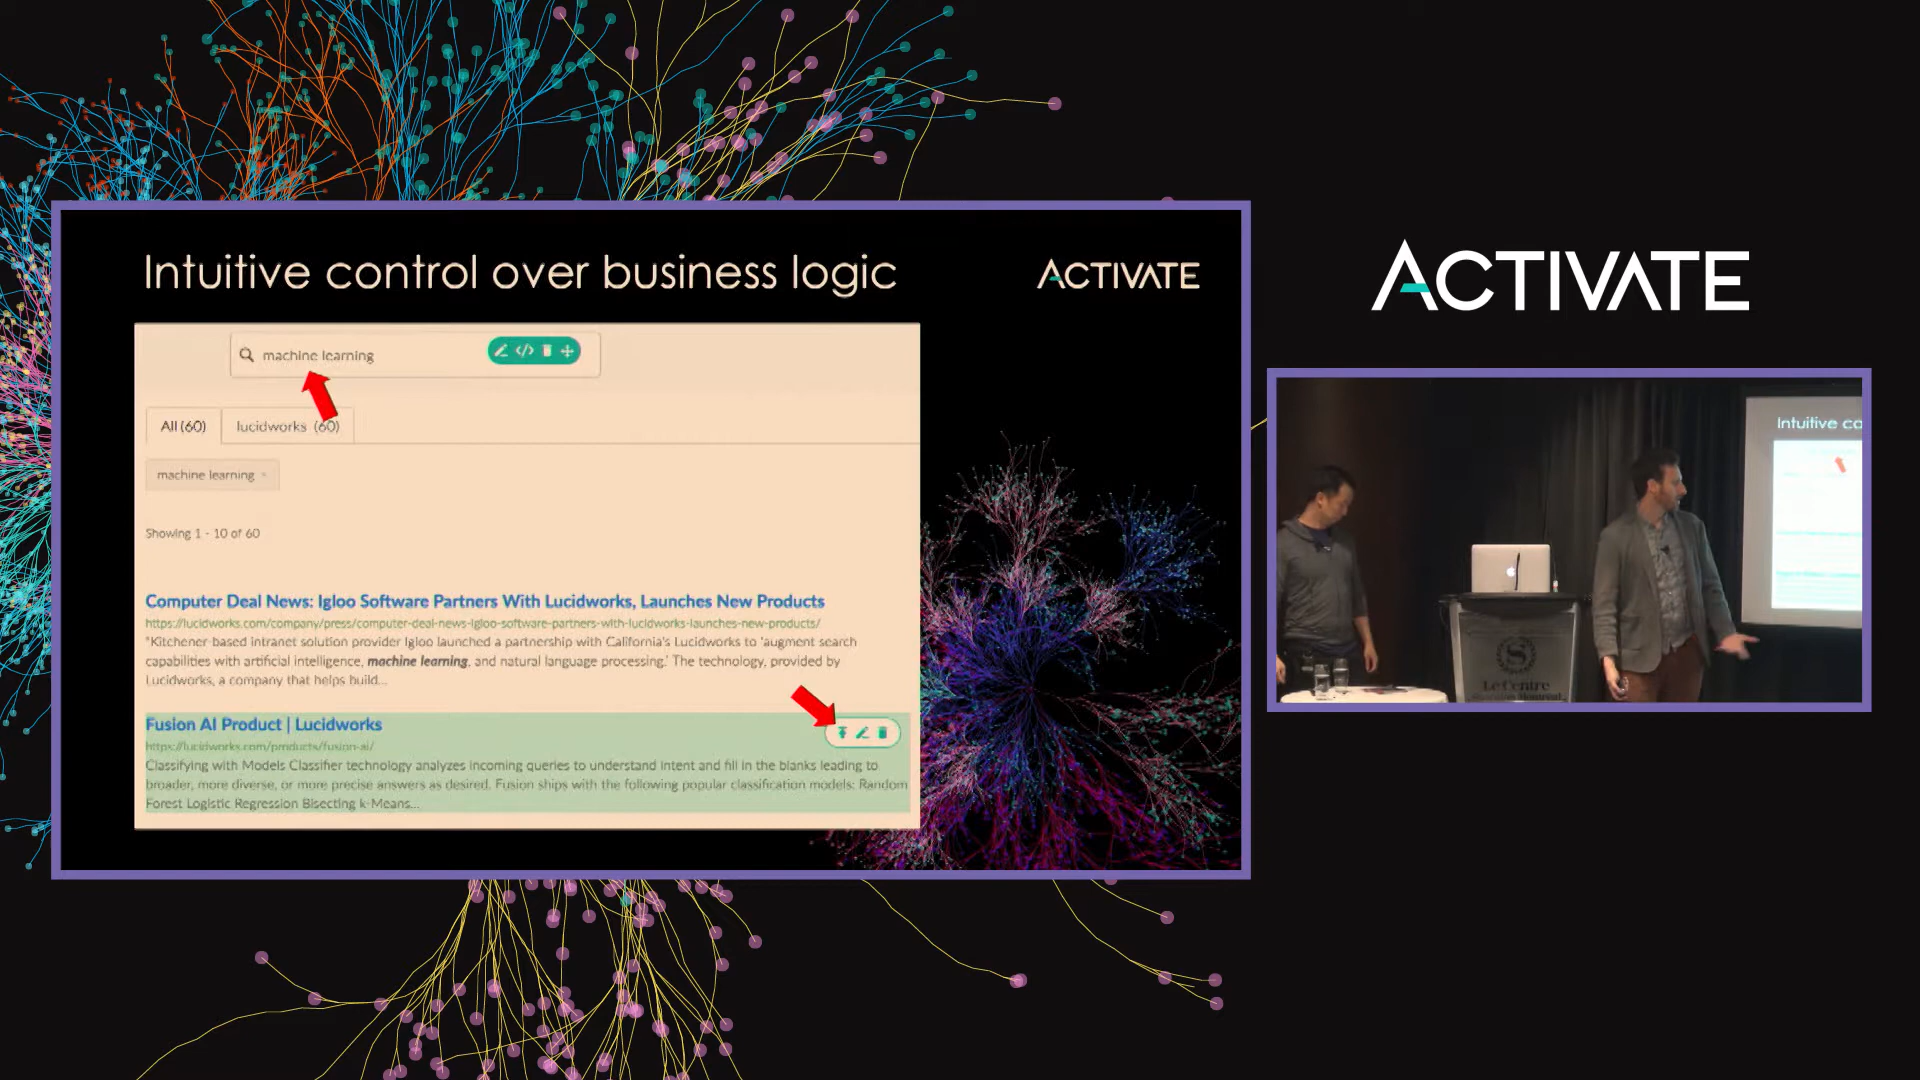 Intuitive control over business logic
ACTIVATE
machine learning
All (60)
lucidworks (60)
machine learning
Showing 1 - 10 of 60
Computer Deal News: Igloo Software Partners With Lucidworks, Launches New Products
https://lucidworks.com/company/press/computer-deal-news-igloo-software-partners-with-lucidworks-launches-new-products/
"Kitchener-based intranet solution provider Igloo launched a partnership with California's Lucidworks to 'augment search
capabilities with artificial intelligence, machine learning, and natural language processing.' The technology, provided by
Lucidworks, a company that helps build...
Fusion AI Product | Lucidworks
https://lucidworks.com/products/fusion-ai/
Classifying with Models Classifier technology analyzes incoming queries to understand intent and fill in the blanks leading to
broader, more diverse, or more precise answers as desired. Fusion ships with the following popular classification models: Random
Forest Logistic Regression Bisecting k-Means...
ACTIVATE
Intuitive co
Le Centre
Sheraton Montreal